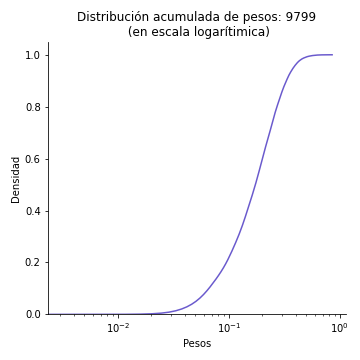 Distribución acumulada de pesos: 9799
(en escala logarítimica)
Densidad
1.0
0.8
0.6
0.4
0.2
0.0
10⁻²
10⁻¹
10⁰
Pesos